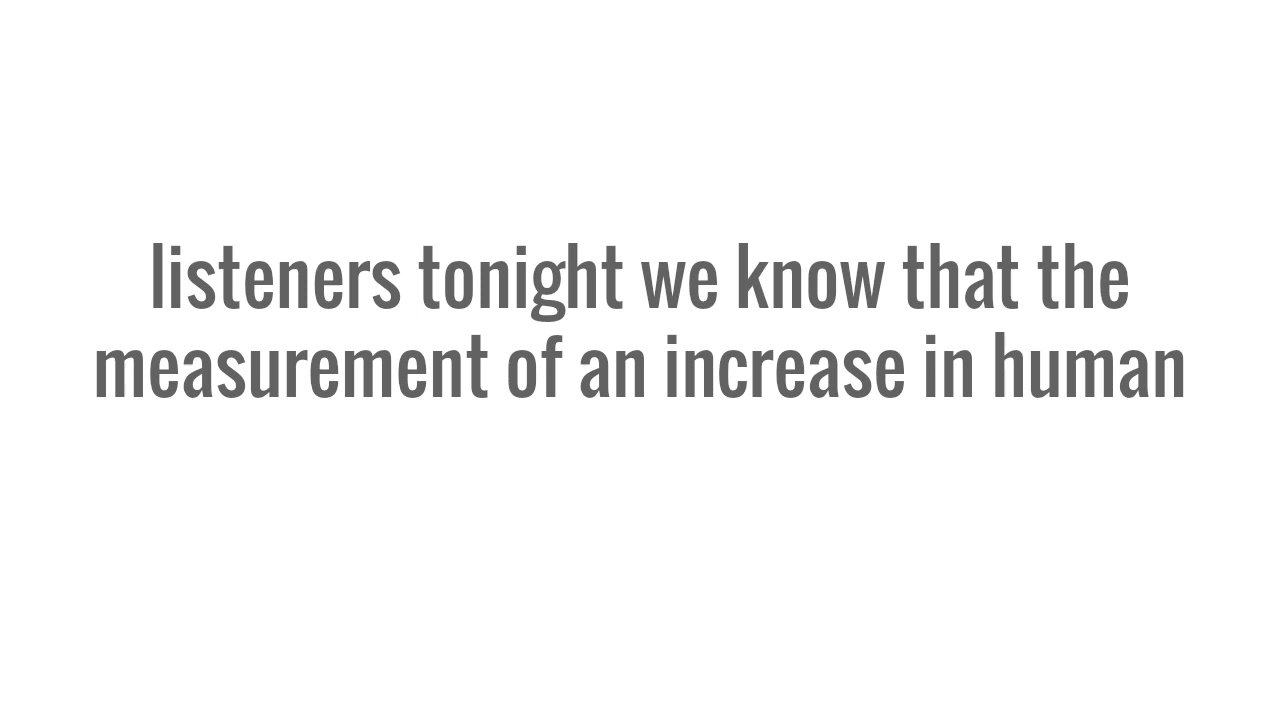 listeners tonight we know that the
measurement of an increase in human